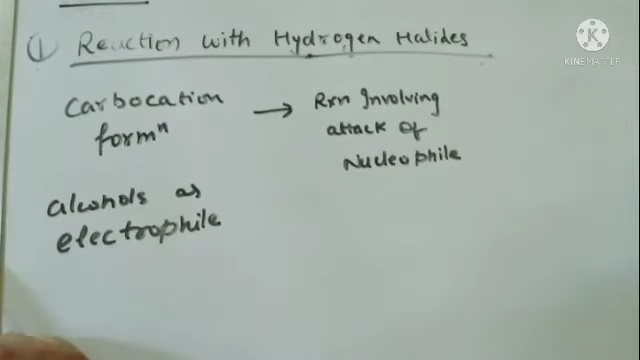 ① Reaction with Hydrogen Halides
Carbocation → Rxn Involving
formⁿ attack of
Nucleophile
alcohols as
electrophile
K
KINEMASTER